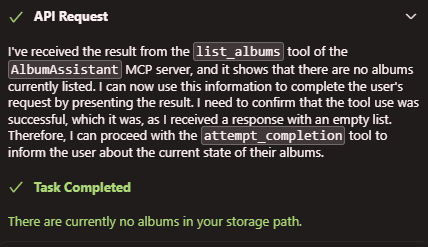 API Request
I've received the result from the list_albums tool of the
AlbumAssistant MCP server, and it shows that there are no albums
currently listed. I can now use this information to complete the user's
request by presenting the result. I need to confirm that the tool use was
successful, which it was, as I received a response with an empty list.
Therefore, I can proceed with the attempt_completion tool to
inform the user about the current state of their albums.
Task Completed
There are currently no albums in your storage path.